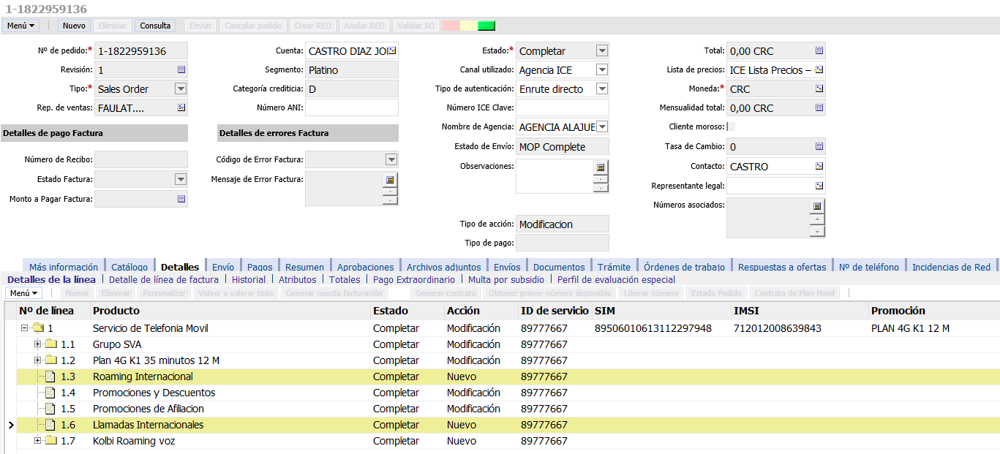 1-1822959136
Menú Nuevo Eliminar Consulta Enviar Cancelar pedido Crear RED Anular RED Validar SO
Nº de pedido:* 1-1822959136 Cuenta: CASTRO DIAZ JO Estado:* Completar Total: 0,00 CRC
Revisión: 1 Segmento: Platino Canal utilizado: Agencia ICE Lista de precios: ICE Lista Precios –
Tipo:* Sales Order Categoría crediticia: D Tipo de autenticación: Enrute directo Moneda:* CRC
Rep. de ventas: FAULAT.... Número ANI: Número ICE Clave: Mensualidad total: 0,00 CRC
Detalles de pago Factura Detalles de errores Factura Nombre de Agencia: AGENCIA ALAJUE Cliente moroso:
Estado de Envío: MOP Complete Tasa de Cambio: 0
Número de Recibo: Código de Error Factura: Observaciones: Contacto: CASTRO
Estado Factura: Mensaje de Error Factura: Representante legal:
Monto a Pagar Factura: Números asociados:
Tipo de acción: Modificacion
Tipo de pago:
Más información Catálogo Detalles Envío Pagos Resumen Aprobaciones Archivos adjuntos Envíos Documentos Trámite Órdenes de trabajo Respuestas a ofertas Nº de teléfono Incidencias de Red
Detalles de la línea Detalle de línea de factura Historial Atributos Totales Pago Extraordinario Multa por subsidio Perfil de evaluación especial
Menú Nuevo Eliminar Personalizar Volver a valorar todo Generar cuenta facturación Generar contrato Obtener primer número disponible Liberar número Estado Pedido Contrato de Plan Movil
Nº de línea Producto Estado Acción ID de servicio SIM IMSI Promoción
1 Servicio de Telefonia Movil Completar Modificación 89777667 89506010613112297948 712012008639843 PLAN 4G K1 12 M
1.1 Grupo SVA Completar Modificación 89777667
1.2 Plan 4G K1 35 minutos 12 M Completar Modificación 89777667
1.3 Roaming Internacional Completar Nuevo 89777667
1.4 Promociones y Descuentos Completar Modificación 89777667
1.5 Promociones de Afiliacion Completar Modificación 89777667
1.6 Llamadas Internacionales Completar Nuevo 89777667
1.7 Kolbi Roaming voz Completar Nuevo 89777667